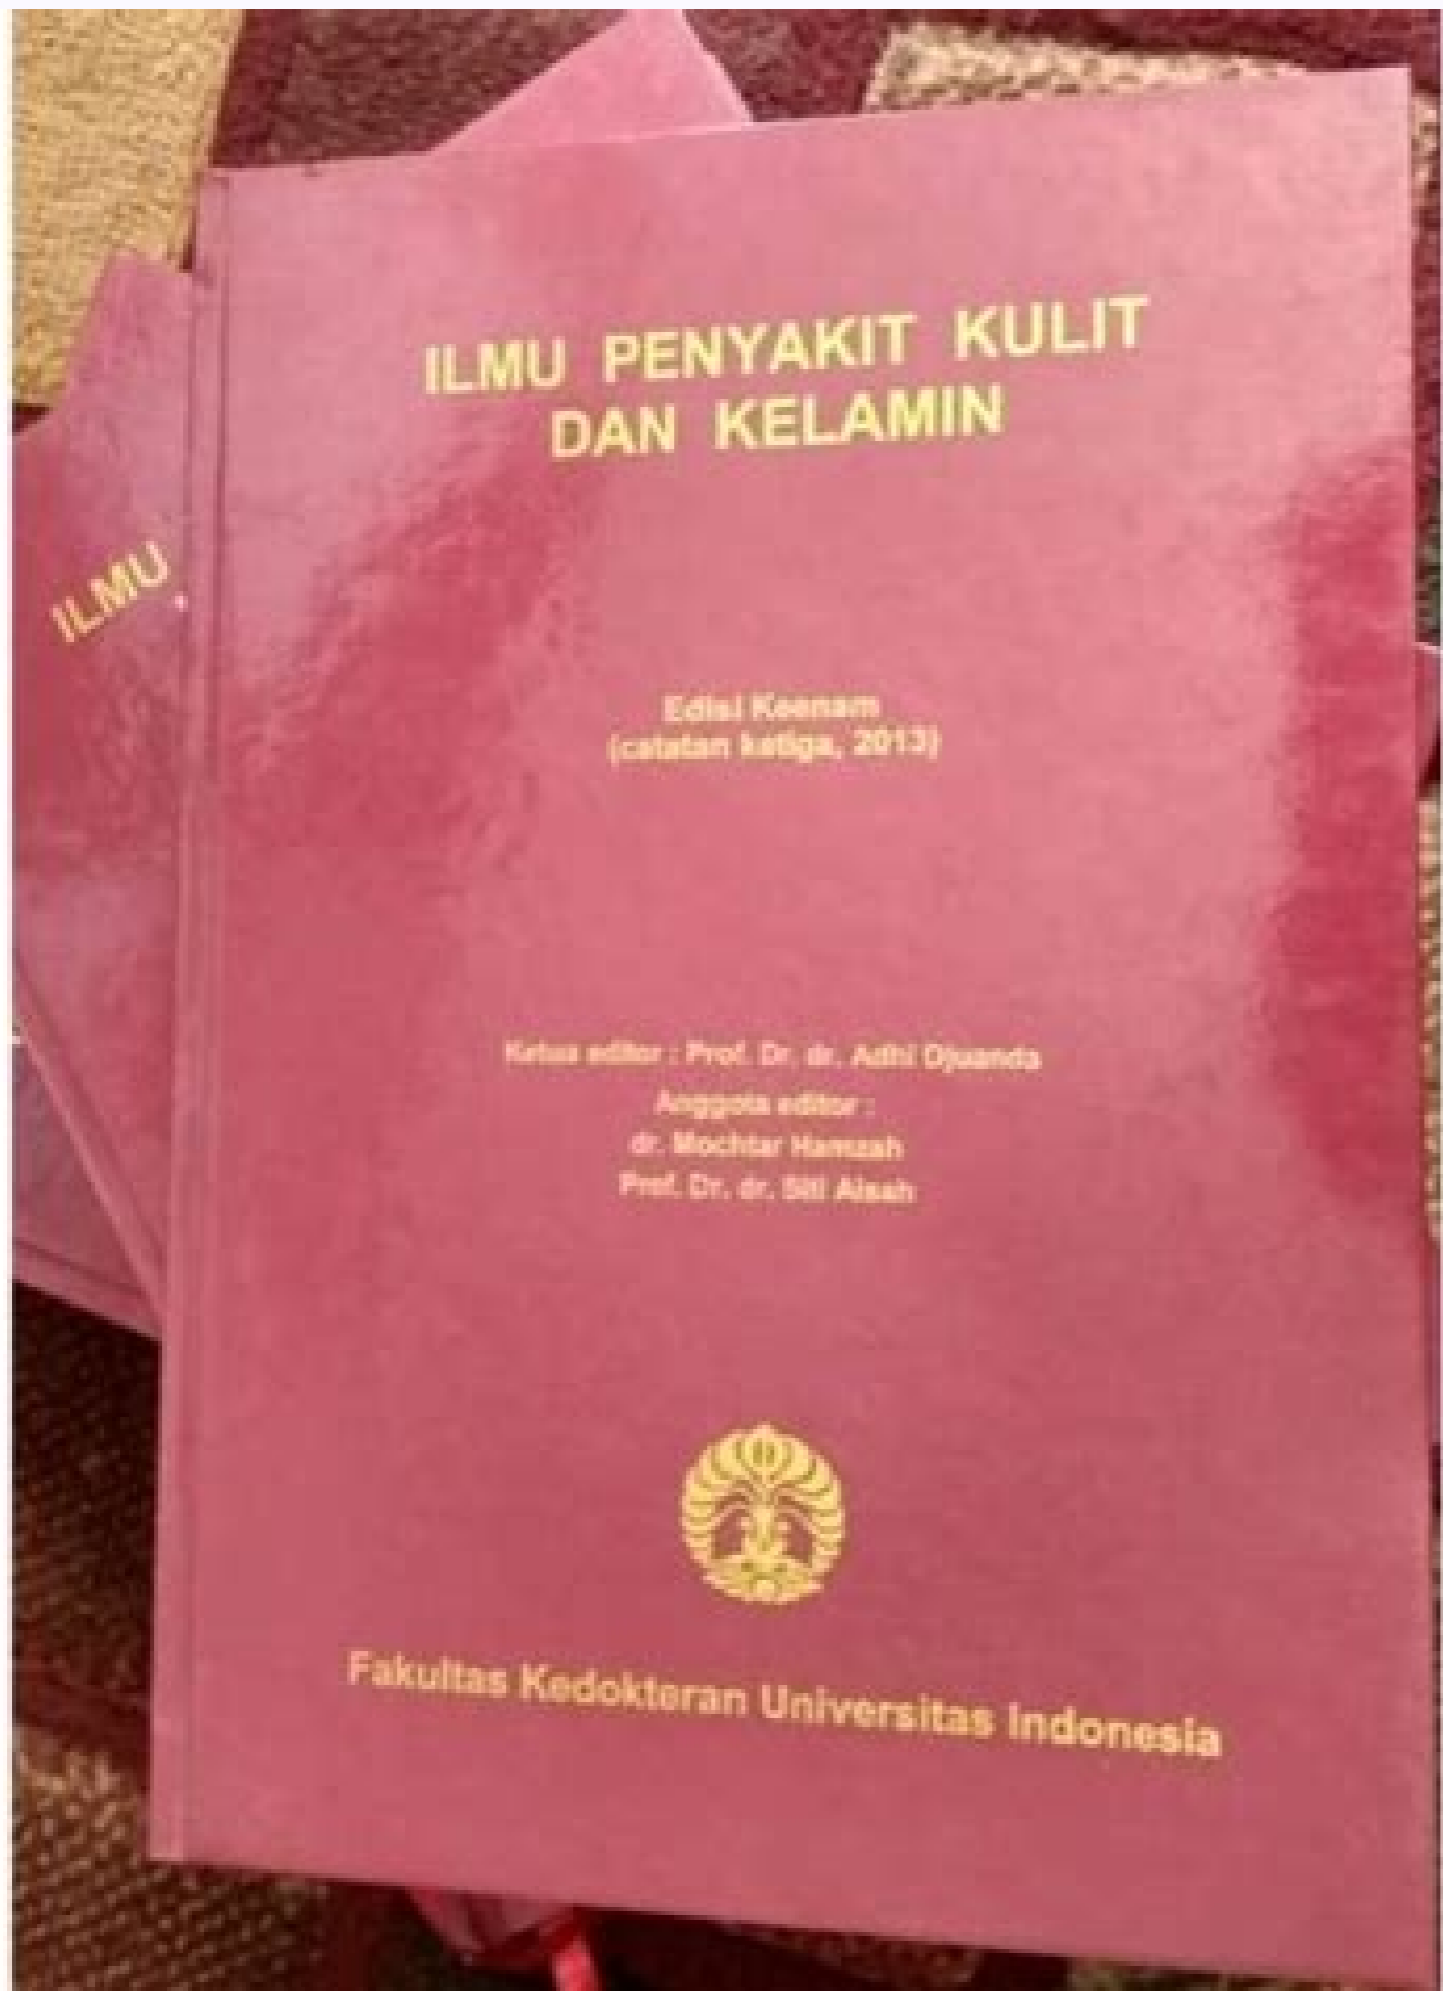 ILMU PENYAKIT KULIT
DAN KELAMIN
ILMU
Edisi Keenam
(catatan ketiga, 2013)
Ketua editor : Prof. Dr. dr. Adhi Djuanda
Anggota editor :
dr. Mochtar Hamzah
Prof. Dr. dr. Siti Aisah
Fakultas Kedokteran Universitas Indonesia